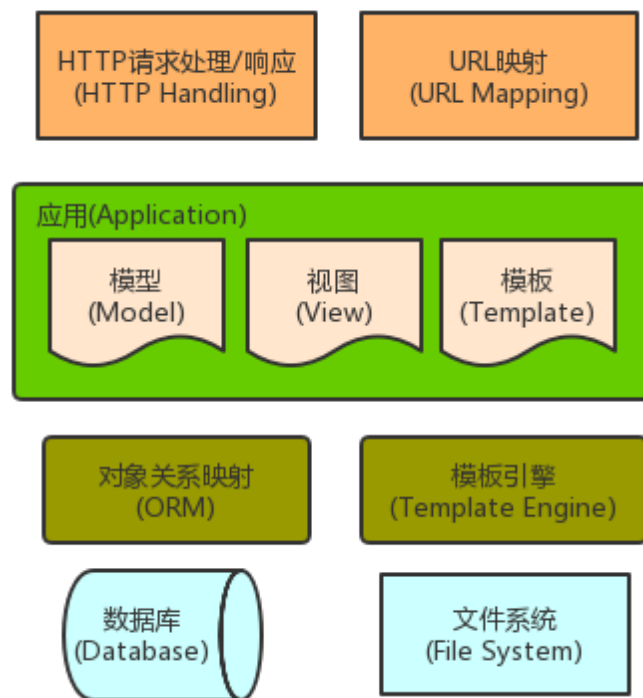 HTTP请求处理/响应
(HTTP Handling)
URL映射
(URL Mapping)
应用(Application)
模型
(Model)
视图
(View)
模板
(Template)
对象关系映射
(ORM)
模板引擎
(Template Engine)
数据库
(Database)
文件系统
(File System)